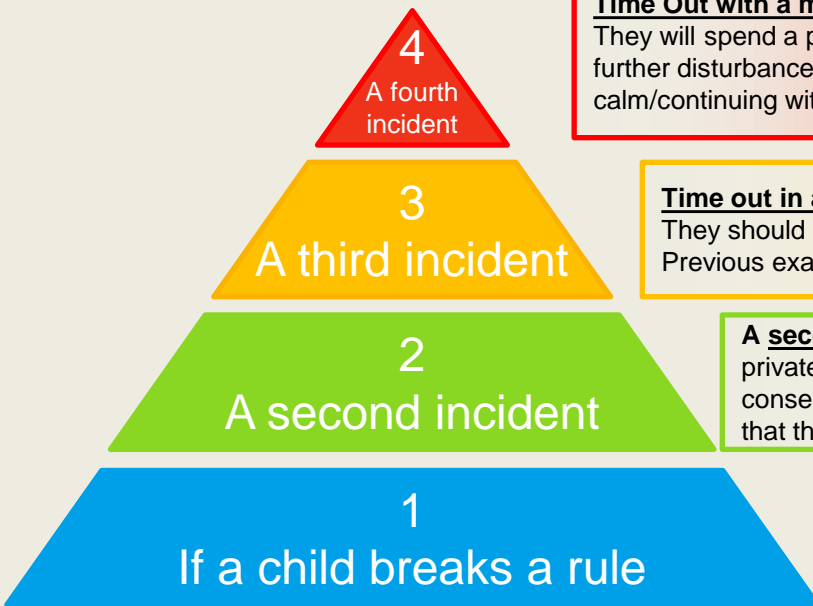 4
A fourth
incident
Time Out with a
They will spend a
further disturbance
calm/continuing
3
A third incident
Time out in
They should
Previous
2
A second incident
A
private
that
1
If a child breaks a rule